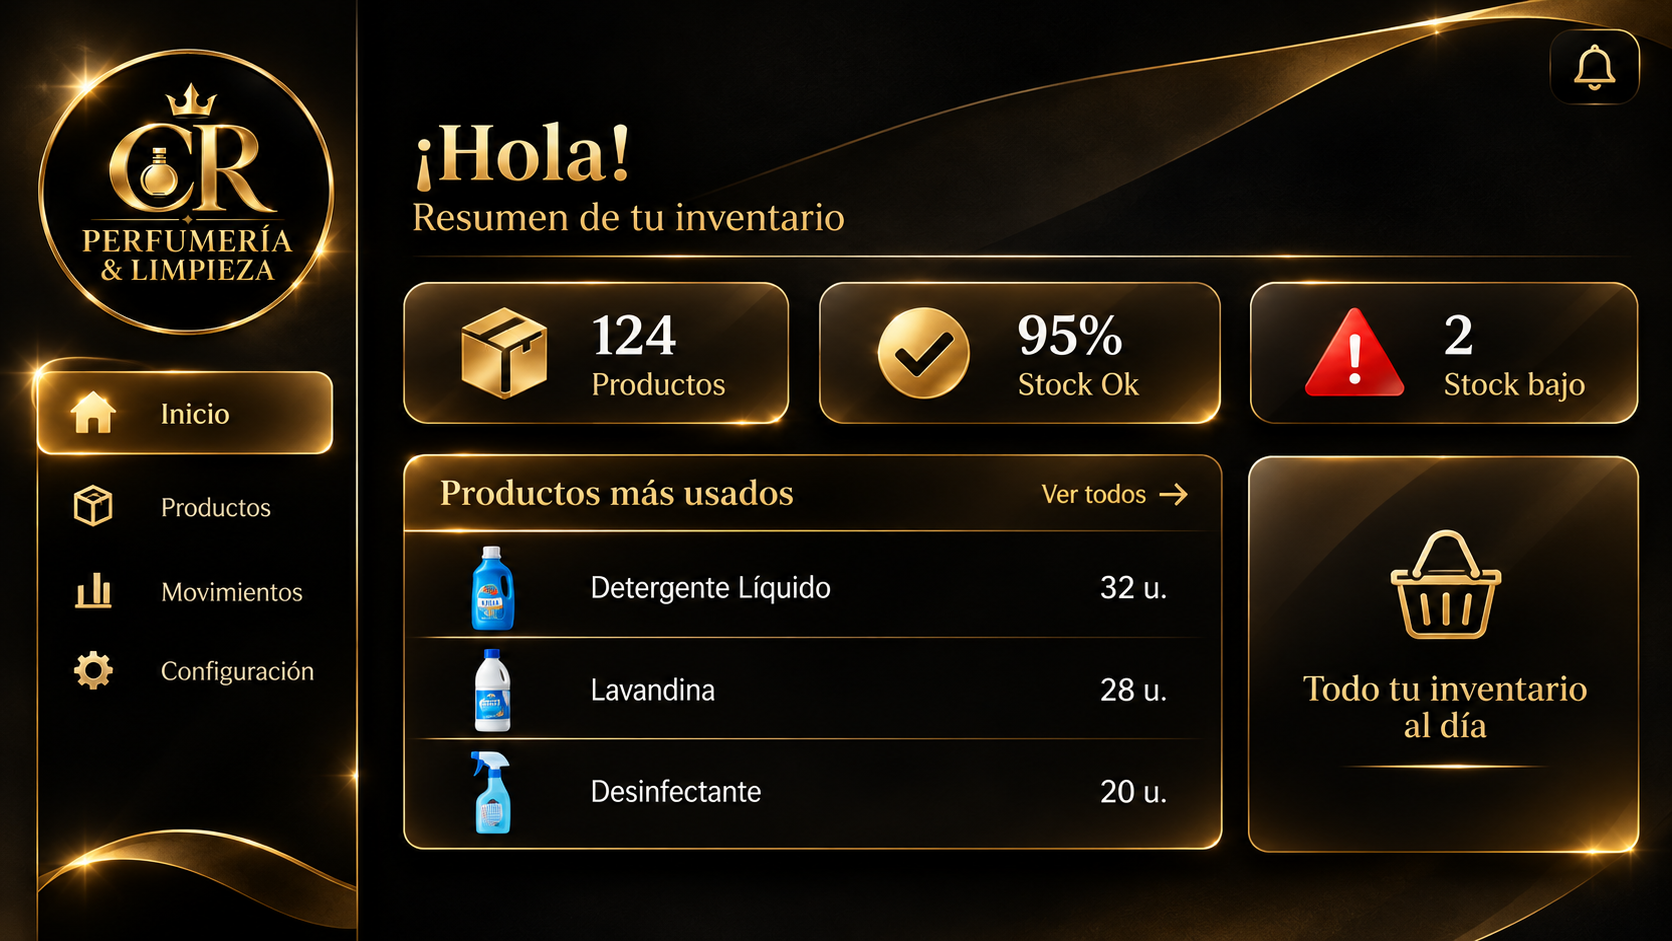 CR
PERFUMERÍA
& LIMPIEZA
Inicio
Productos
Movimientos
Configuración
¡Hola!
Resumen de tu inventario
124
Productos
95%
Stock Ok
2
Stock bajo
Productos más usados
Ver todos →
Detergente Líquido
32 u.
Lavandina
28 u.
Desinfectante
20 u.
Todo tu inventario
al día